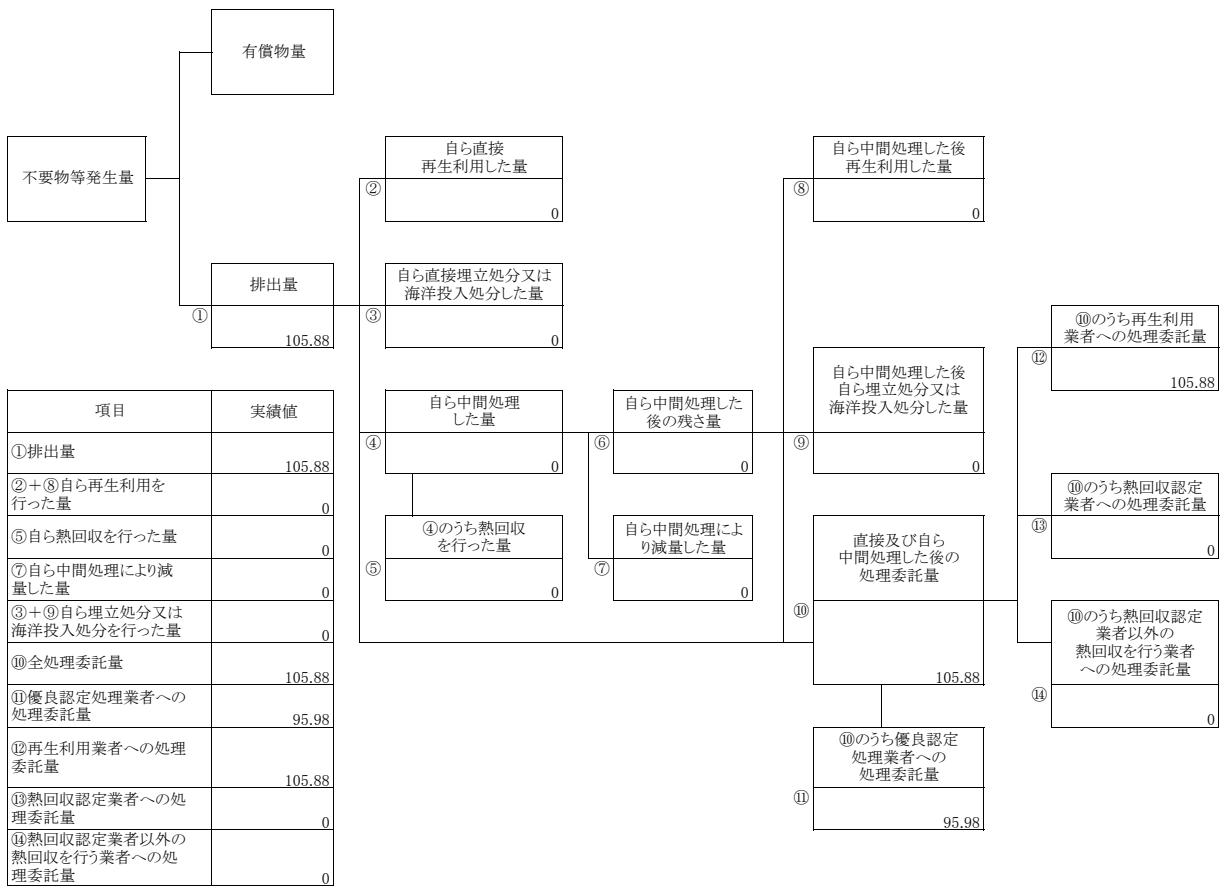 有償物量
不要物等発生量
自ら直接
再生利用した量
②
0
自ら中間処理した後
再生利用した量
⑧
0
排出量
①
105.88
自ら直接埋立処分又は
海洋投入処分した量
③
0
⑩のうち再生利用
業者への処理委託量
⑫
105.88
自ら中間処理
した量
④
0
自ら中間処理した
後の残さ量
⑥
0
自ら中間処理した後
自ら埋立処分又は
海洋投入処分した量
⑨
0
⑩のうち熱回収認定
業者への処理委託量
⑬
0
④のうち熱回収
を行った量
⑤
0
自ら中間処理によ
り減量した量
⑦
0
直接及び自ら
中間処理した後の
処理委託量
⑩
105.88
⑩のうち熱回収認定
業者以外の
熱回収を行う業者
への処理委託量
⑭
0
⑩のうち優良認定
処理業者への
処理委託量
⑪
95.98
項目 実績値
①排出量
105.88
②+⑧自ら再生利用を
行った量
0
⑤自ら熱回収を行った量
0
⑦自ら中間処理により減
量した量
0
③+⑨自ら埋立処分又は
海洋投入処分を行った量
0
⑩全処理委託量
105.88
⑪優良認定処理業者への
処理委託量
95.98
⑫再生利用業者への処理
委託量
105.88
⑬熱回収認定業者への処
理委託量
0
⑭熱回収認定業者以外の
熱回収を行う業者への処
理委託量
0